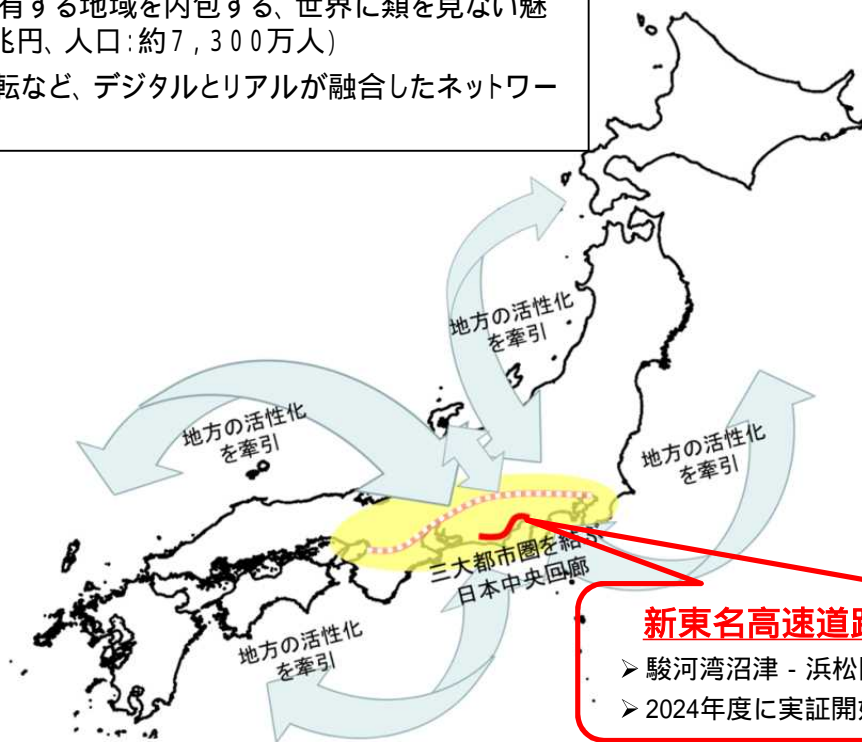 有する地域を内包する、世界に類を見ない魅
兆円、人口:約7,300万人)
転など、デジタルとリアルが融合したネットワー
地方の活性化
を牽引
地方の活性化
を牽引
地方の活性化
を牽引
三大都市圏を結ぶ
日本中央回廊
地方の活性化
を牽引
新東名高速道路
➢ 駿河湾沼津 - 浜松
➢ 2024年度に実証開始